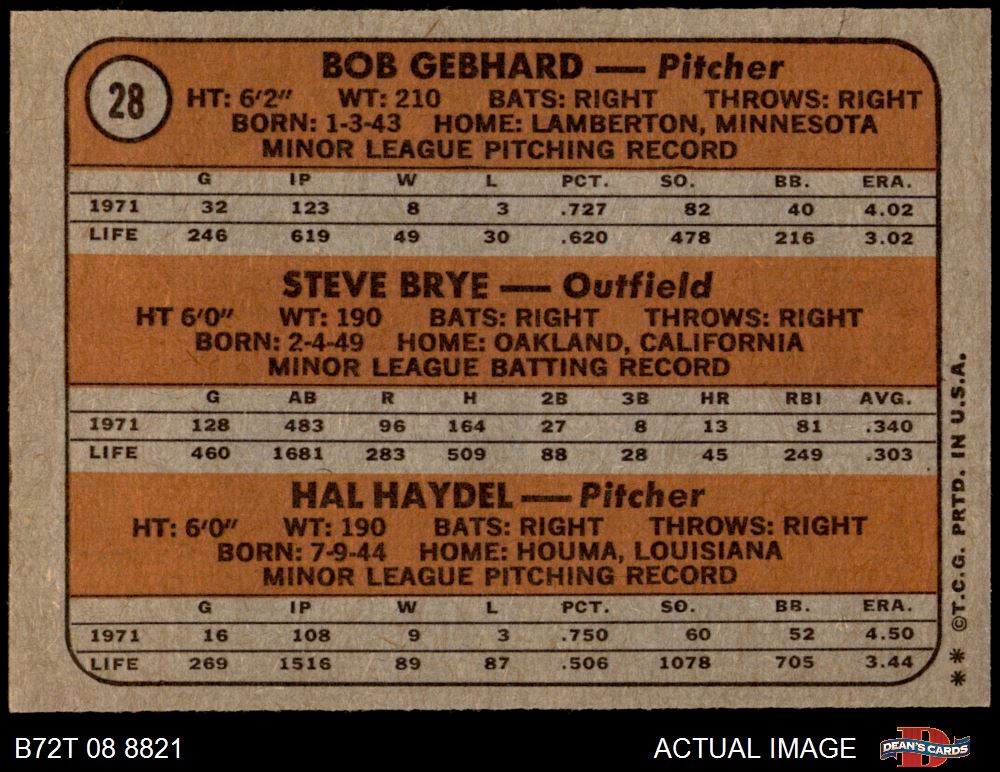 28
BOB GEBHARD — Pitcher
HT: 6'2" WT: 210 BATS: RIGHT THROWS: RIGHT
BORN: 1-3-43 HOME: LAMBERTON, MINNESOTA
MINOR LEAGUE PITCHING RECORD
G IP W L PCT. SO. BB. ERA.
1971 32 123 8 3 .727 82 40 4.02
LIFE 246 619 49 30 .620 478 216 3.02
STEVE BRYE — Outfield
HT 6'0" WT: 190 BATS: RIGHT THROWS: RIGHT
BORN: 2-4-49 HOME: OAKLAND, CALIFORNIA
MINOR LEAGUE BATTING RECORD
G AB R H 2B 3B HR RBI AVG.
1971 128 483 96 164 27 8 13 81 .340
LIFE 460 1681 283 509 88 28 45 249 .303
HAL HAYDEL — Pitcher
HT: 6'0" WT: 190 BATS: RIGHT THROWS: RIGHT
BORN: 7-9-44 HOME: HOUMA, LOUISIANA
MINOR LEAGUE PITCHING RECORD
G IP W L PCT. SO. BB. ERA.
1971 16 108 9 3 .750 60 52 4.50
LIFE 269 1516 89 87 .506 1078 705 3.44
** ©T.C.G. PRTD. IN U.S.A.
B72T 08 8821
ACTUAL IMAGE
D
DEAN'S CARDS